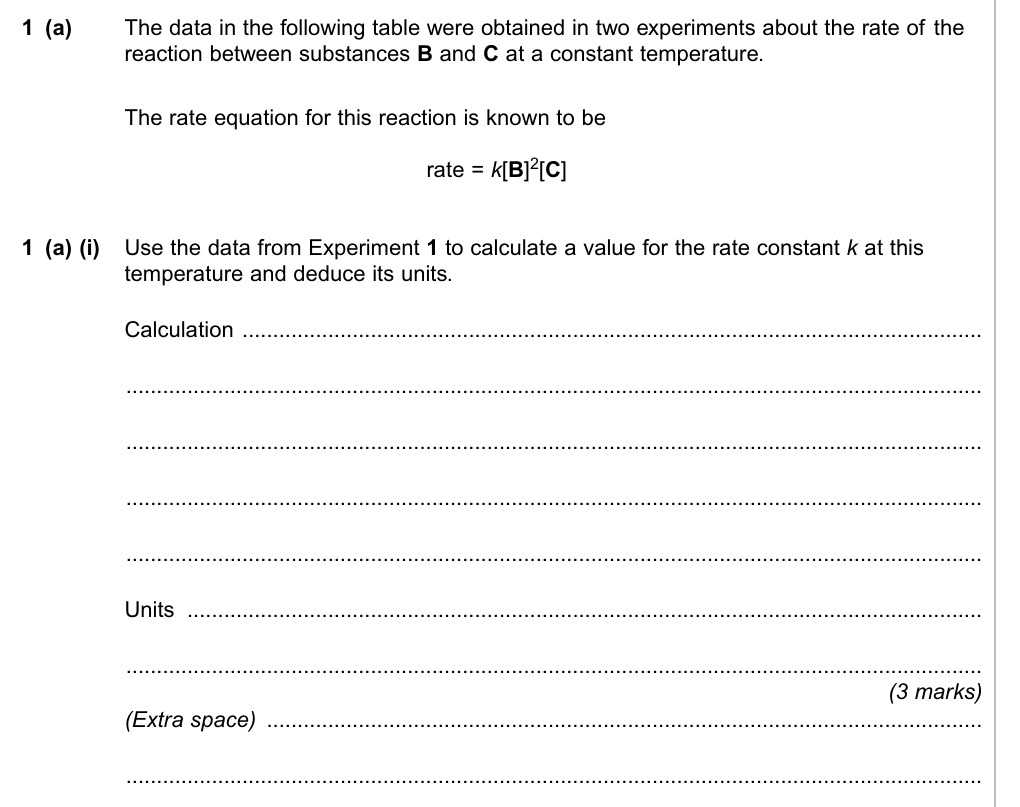 1 (a) The data in the following table were obtained in two experiments about the rate of the
reaction between substances B and C at a constant temperature.
The rate equation for this reaction is known to be
rate = k[B]²[C]
1 (a) (i) Use the data from Experiment 1 to calculate a value for the rate constant k at this
temperature and deduce its units.
Calculation ................................................................
................................................................
................................................................
................................................................
................................................................
Units ................................................................
................................................................
(3 marks)
(Extra space) ................................................................
................................................................